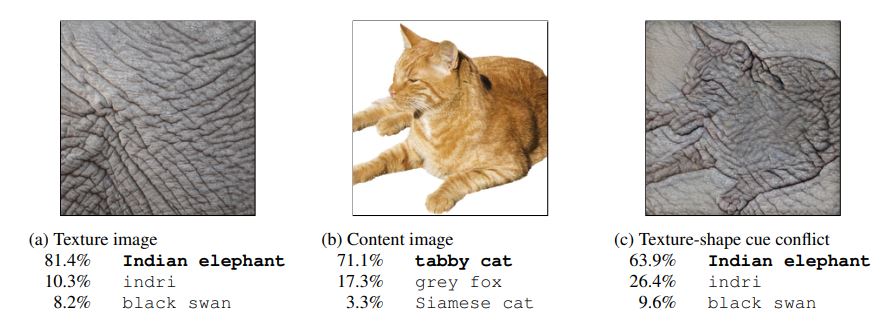 (a) Texture image
81.4% Indian elephant
10.3% indri
8.2% black swan
(b) Content image
71.1% tabby cat
17.3% grey fox
3.3% Siamese cat
(c) Texture-shape cue conflict
63.9% Indian elephant
26.4% indri
9.6% black swan